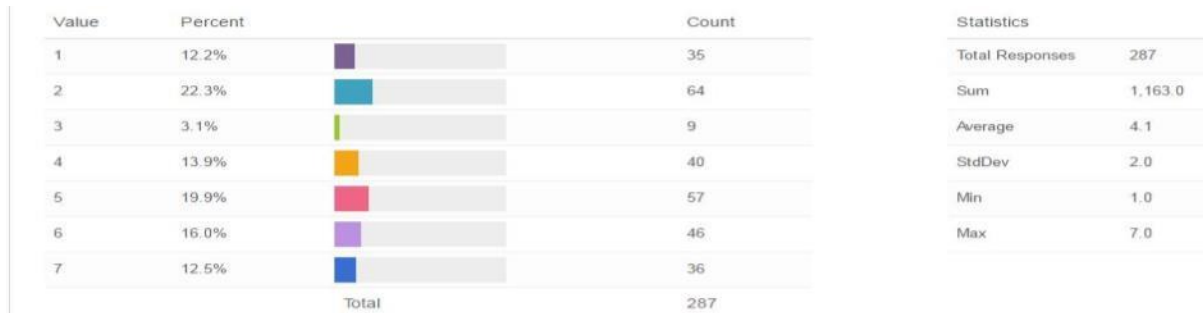 Value Percent Count
1 12.2% 35
2 22.3% 64
3 3.1% 9
4 13.9% 40
5 19.9% 57
6 16.0% 46
7 12.5% 36
Total 287
Statistics
Total Responses 287
Sum 1,163.0
Average 4.1
StdDev 2.0
Min 1.0
Max 7.0